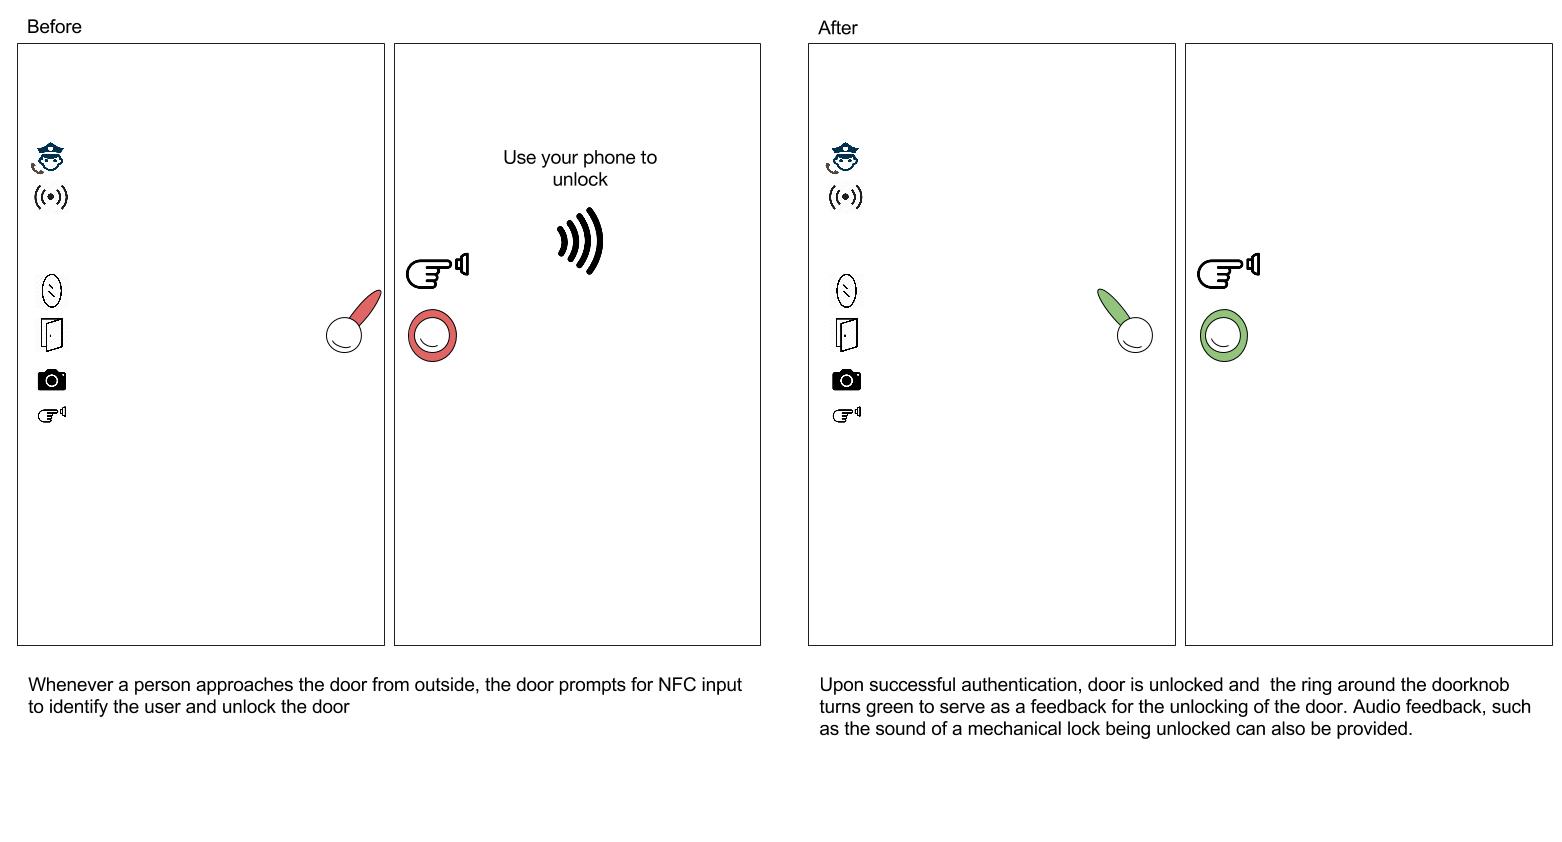 Before
Use your phone to
unlock
Whenever a person approaches the door from outside, the door prompts for NFC input
to identify the user and unlock the door
After
Upon successful authentication, door is unlocked and  the ring around the doorknob
turns green to serve as a feedback for the unlocking of the door. Audio feedback, such
as the sound of a mechanical lock being unlocked can also be provided.